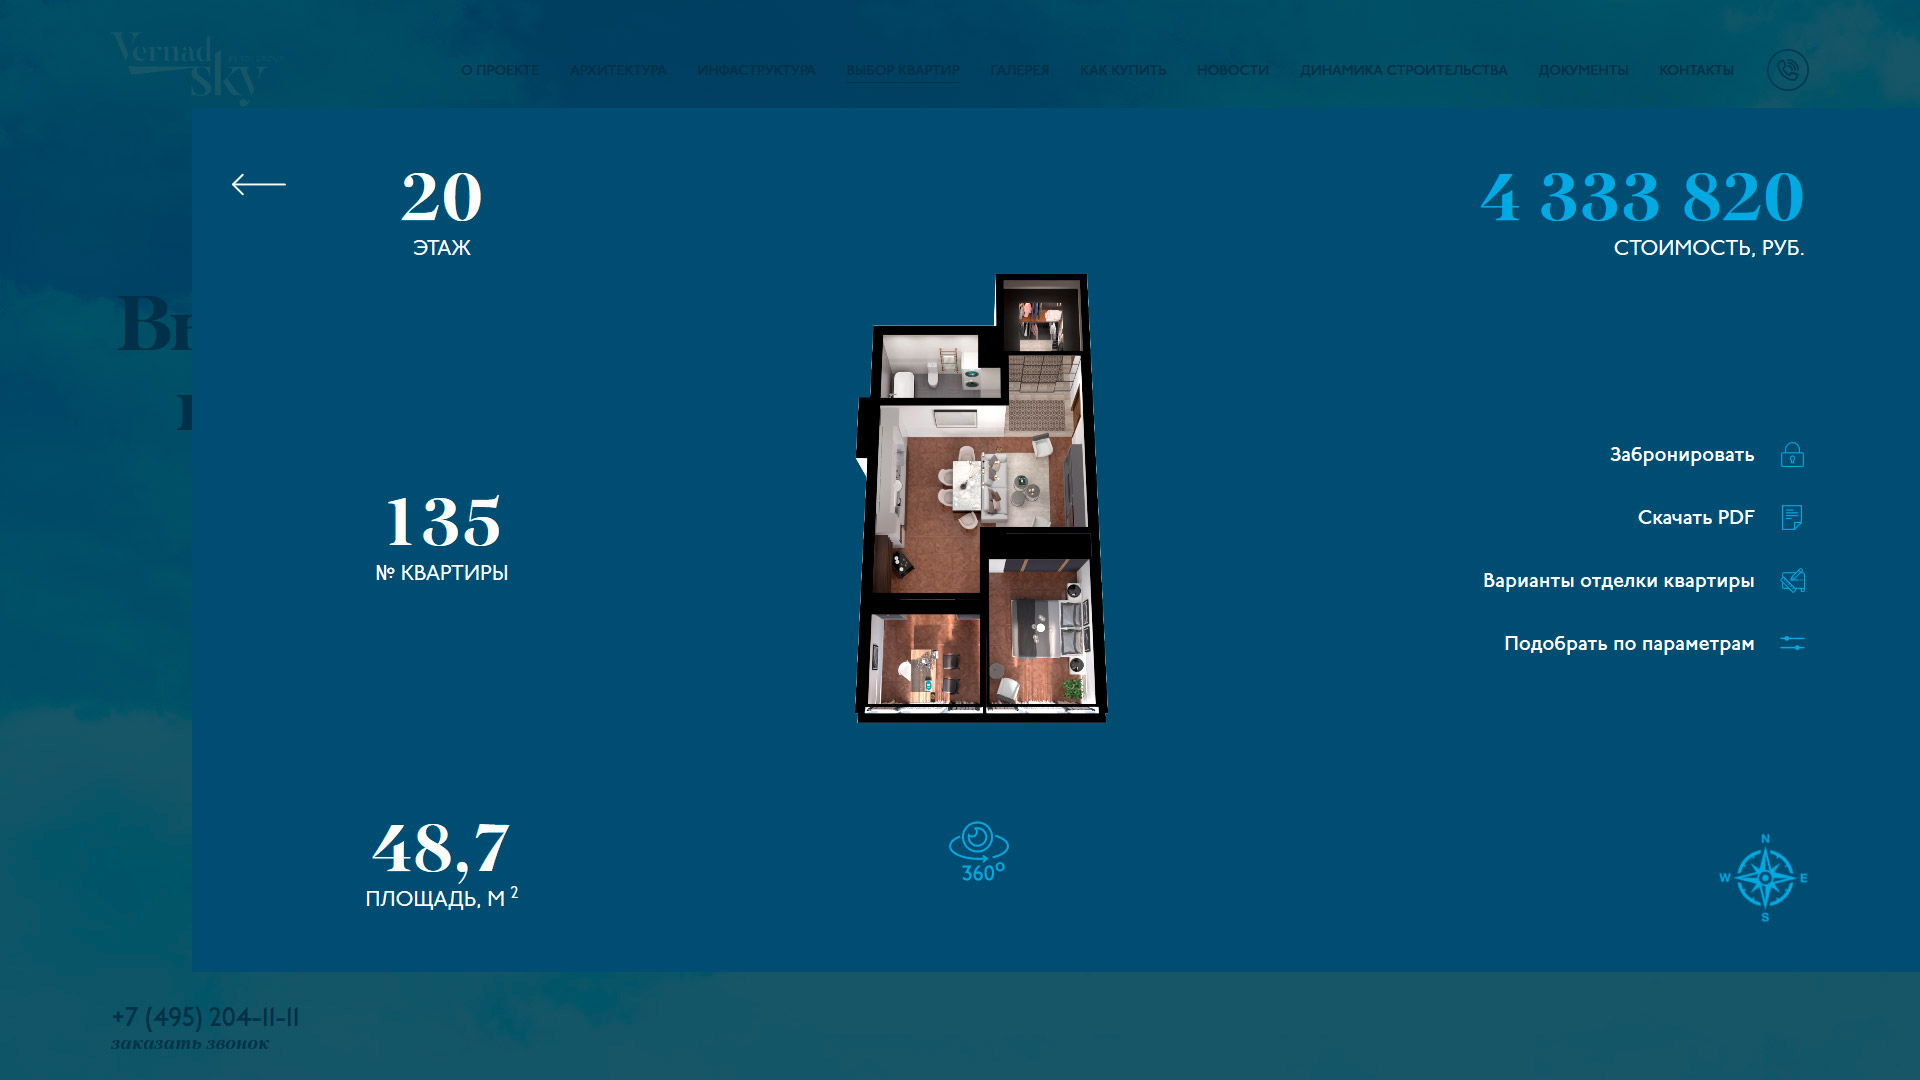 Vernad
sky
О ПРОЕКТЕ АРХИТЕКТУРА ИНФАСТРУКТУРА ВЫБОР КВАРТИР ГАЛЕРЕЯ КАК КУПИТЬ НОВОСТИ ДИНАМИКА СТРОИТЕЛЬСТВА ДОКУМЕНТЫ КОНТАКТЫ
20
ЭТАЖ
4 333 820
СТОИМОСТЬ, РУБ.
135
№ КВАРТИРЫ
Забронировать
Скачать PDF
Варианты отделки квартиры
Подобрать по параметрам
48,7
ПЛОЩАДЬ, М 2
360°
N
W E
S
+7 (495) 204-11-11
заказать звонок